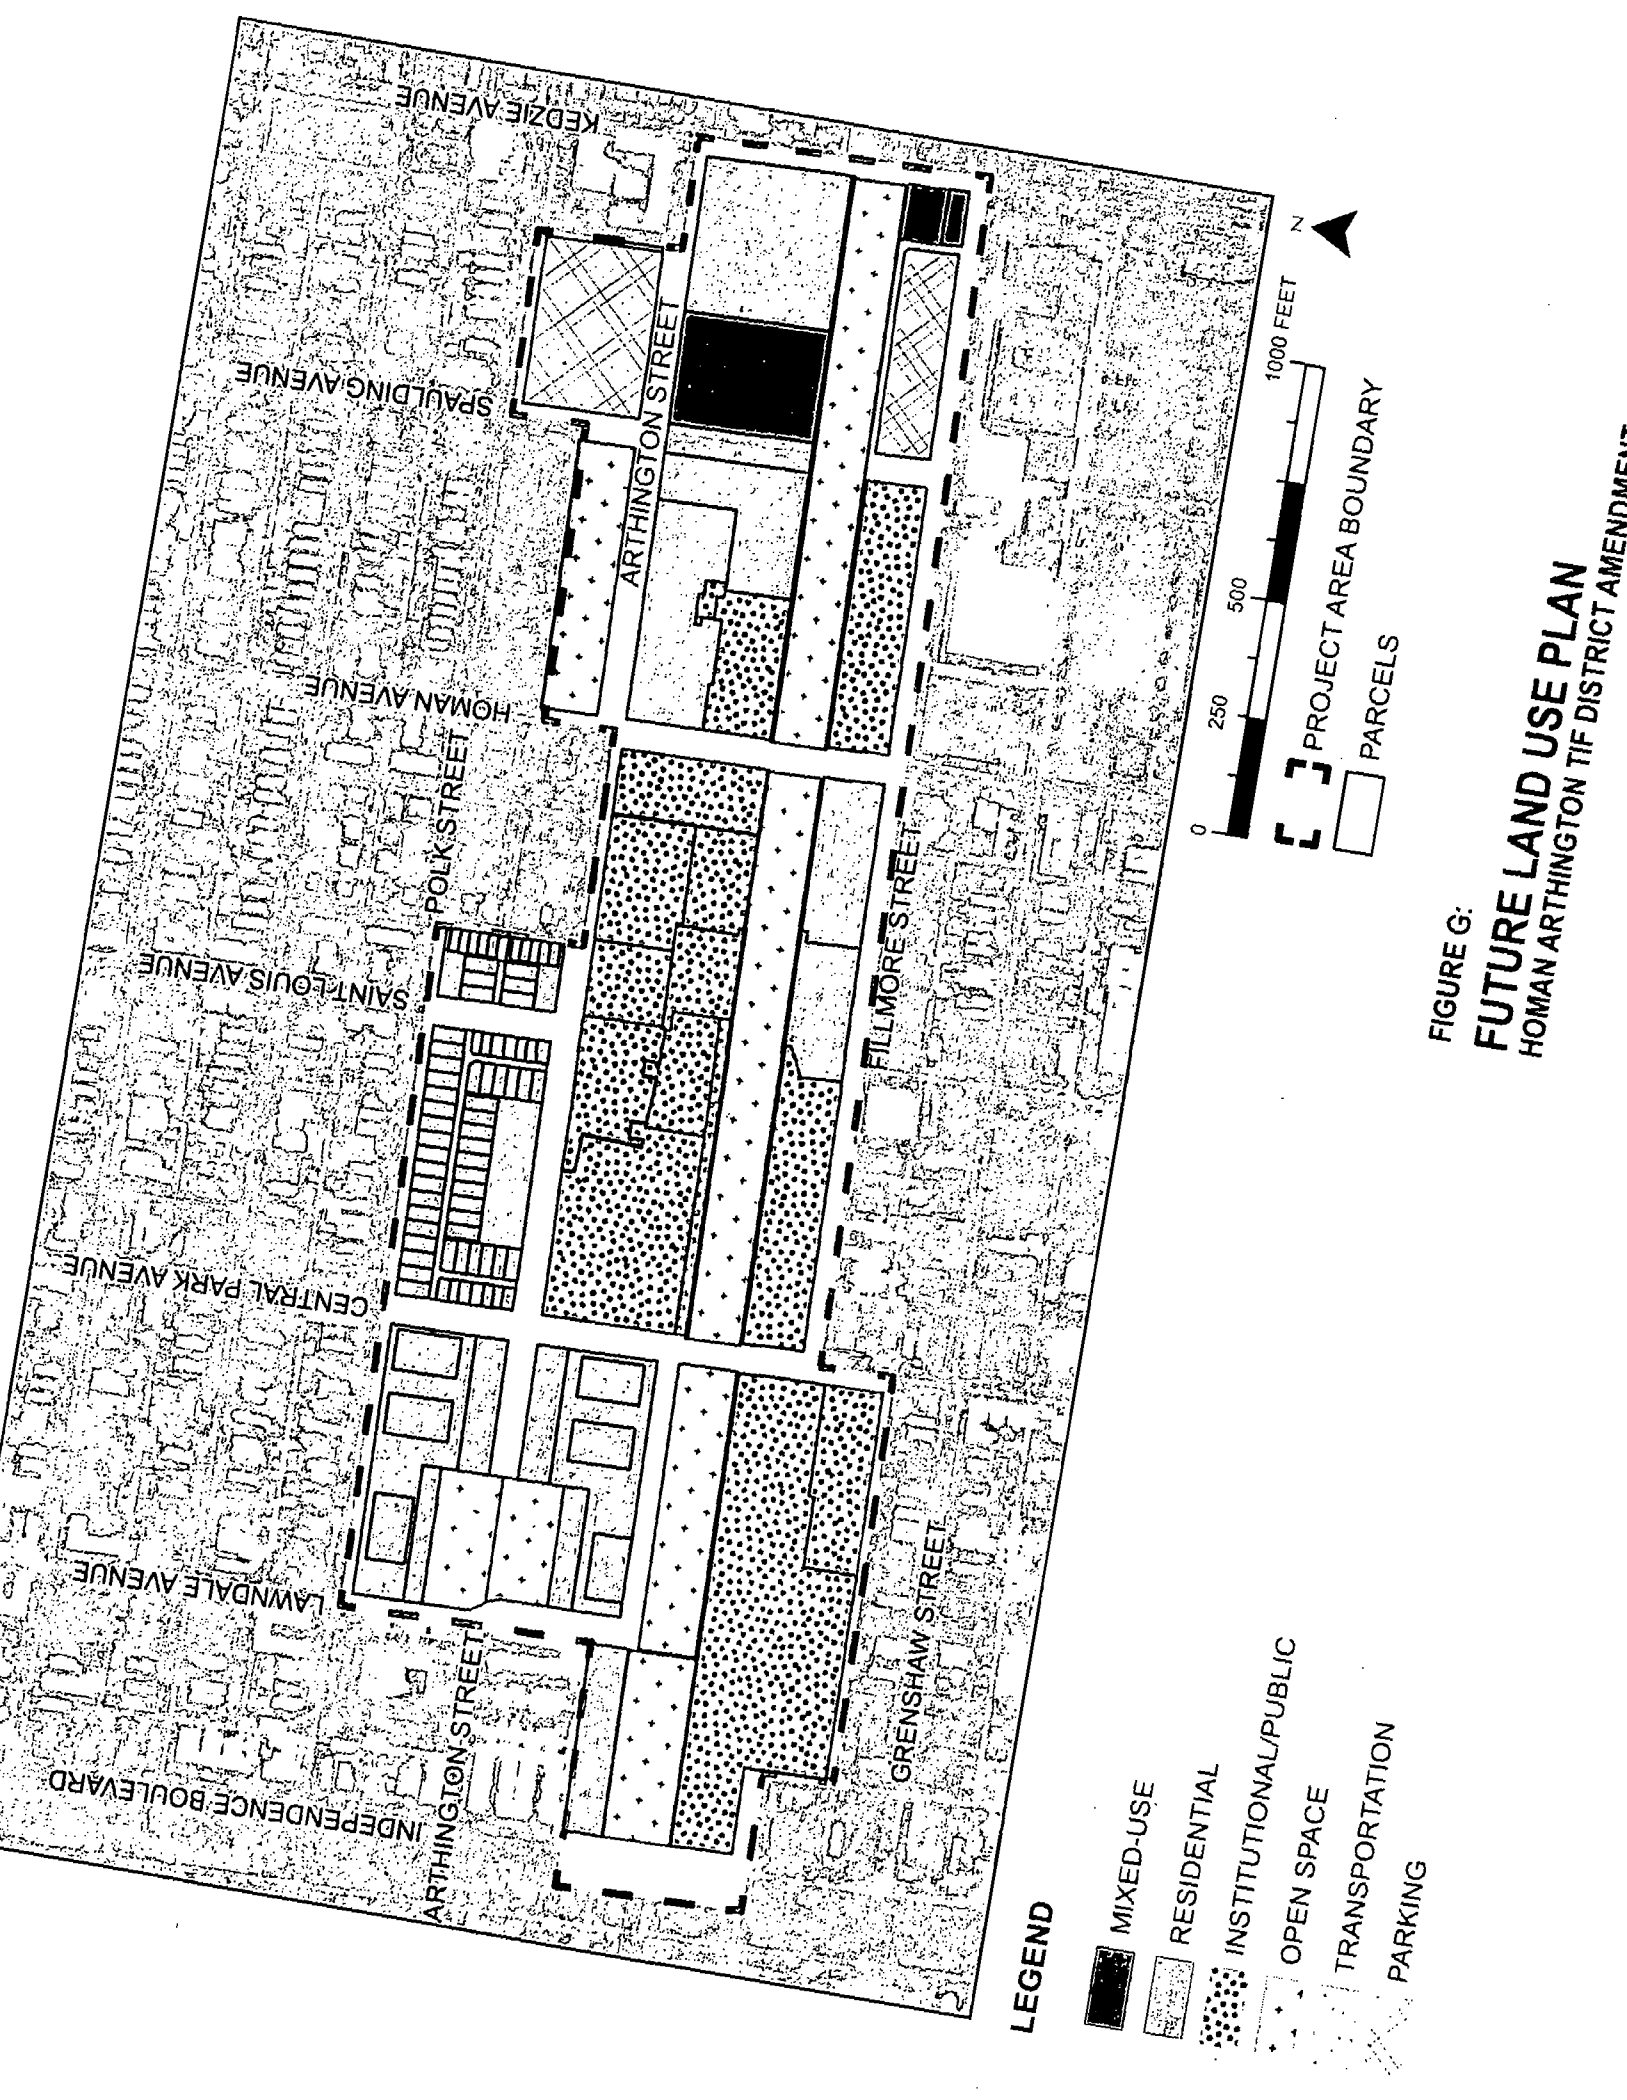 KEDZIE AVENUE
SPAULDING AVENUE
ARTHINGTON STREET
HOMAN AVENUE
POLK STREET
SAINT LOUIS AVENUE
FILLMORE STREET
CENTRAL PARK AVENUE
LAWNDALE AVENUE
ARTHINGTON STREET
GRENSHAW STREET
INDEPENDENCE BOULEVARD
LEGEND
MIXED-USE
RESIDENTIAL
INSTITUTIONAL/PUBLIC
OPEN SPACE
TRANSPORTATION
PARKING
Z
0 250 500 1000 FEET
PROJECT AREA BOUNDARY
PARCELS
FIGURE G:
FUTURE LAND USE PLAN
HOMAN ARTHINGTON TIF DISTRICT AMENDMENT